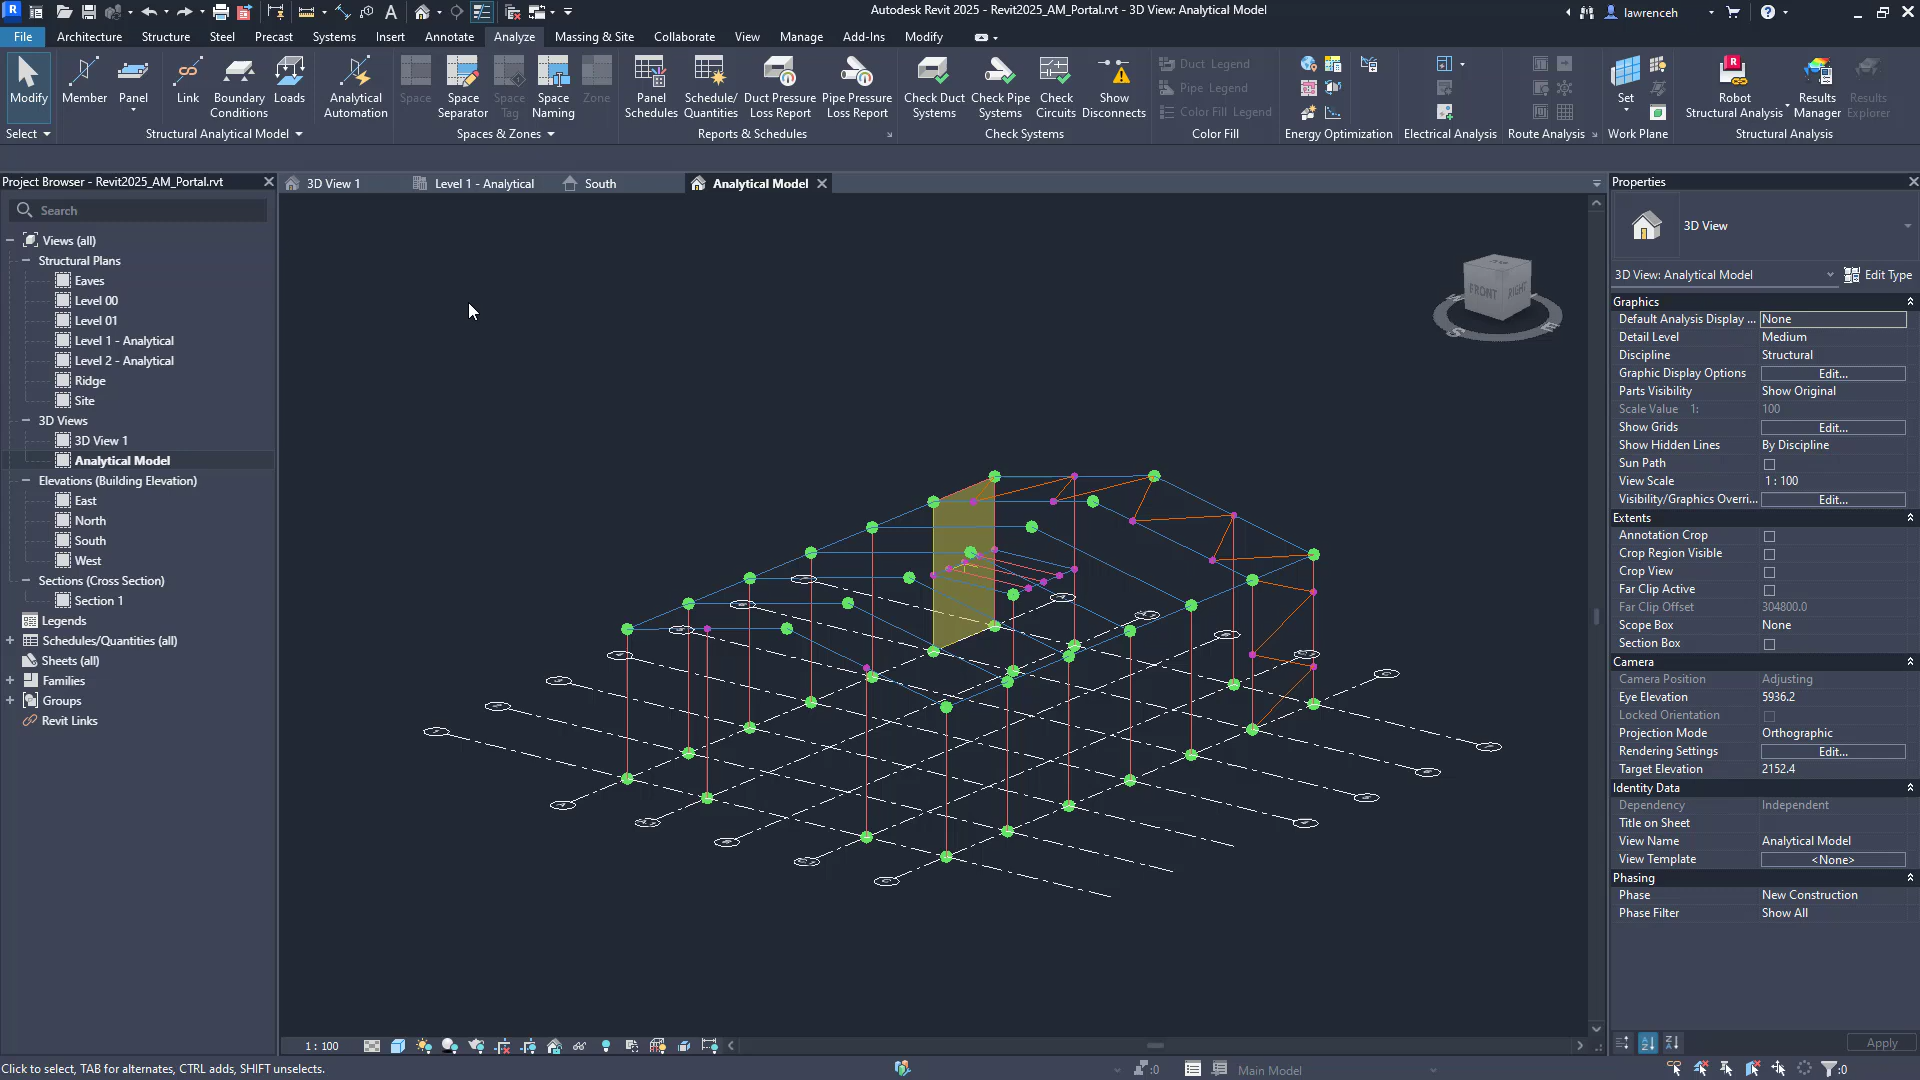 Autodesk Revit 2025 - Revit2025_AM_Portal.rvt - 3D View: Analytical Model
lawrenceh
File Architecture Structure Steel Precast Systems Insert Annotate Analyze Massing & Site Collaborate View Manage Add-Ins Modify
Modify
Member
Panel
Link
Boundary Conditions
Loads
Analytical Automation
Space
Space Separator
Space Tag
Space Naming
Zone
Panel Schedules
Schedule/ Quantities
Duct Pressure Loss Report
Pipe Pressure Loss Report
Check Duct Systems
Check Pipe Systems
Check Circuits
Show Disconnects
Duct Legend
Pipe Legend
Color Fill Legend
Set
Robot Structural Analysis
Results Manager
Results Explorer
Select
Structural Analytical Model
Spaces & Zones
Reports & Schedules
Check Systems
Color Fill
Energy Optimization
Electrical Analysis
Route Analysis
Work Plane
Structural Analysis
Project Browser - Revit2025_AM_Portal.rvt
3D View 1
Level 1 - Analytical
South
Analytical Model
Search
Views (all)
Structural Plans
Eaves
Level 00
Level 01
Level 1 - Analytical
Level 2 - Analytical
Ridge
Site
3D Views
3D View 1
Analytical Model
Elevations (Building Elevation)
East
North
South
West
Sections (Cross Section)
Section 1
Legends
Schedules/Quantities (all)
Sheets (all)
Families
Groups
Revit Links
FRONT RIGHT
S E
Properties
3D View
3D View: Analytical Model Edit Type
Graphics
Default Analysis Display ... None
Detail Level Medium
Discipline Structural
Graphic Display Options Edit...
Parts Visibility Show Original
Scale Value 1: 100
Show Grids Edit...
Show Hidden Lines By Discipline
Sun Path
View Scale 1 : 100
Visibility/Graphics Overri... Edit...
Extents
Annotation Crop
Crop Region Visible
Crop View
Far Clip Active
Far Clip Offset 304800.0
Scope Box None
Section Box
Camera
Camera Position Adjusting
Eye Elevation 5936.2
Locked Orientation
Projection Mode Orthographic
Rendering Settings Edit...
Target Elevation 2152.4
Identity Data
Dependency Independent
Title on Sheet
View Name Analytical Model
View Template <None>
Phasing
Phase New Construction
Phase Filter Show All
Apply
1 : 100
Click to select, TAB for alternates, CTRL adds, SHIFT unselects.
:0
Main Model
:0